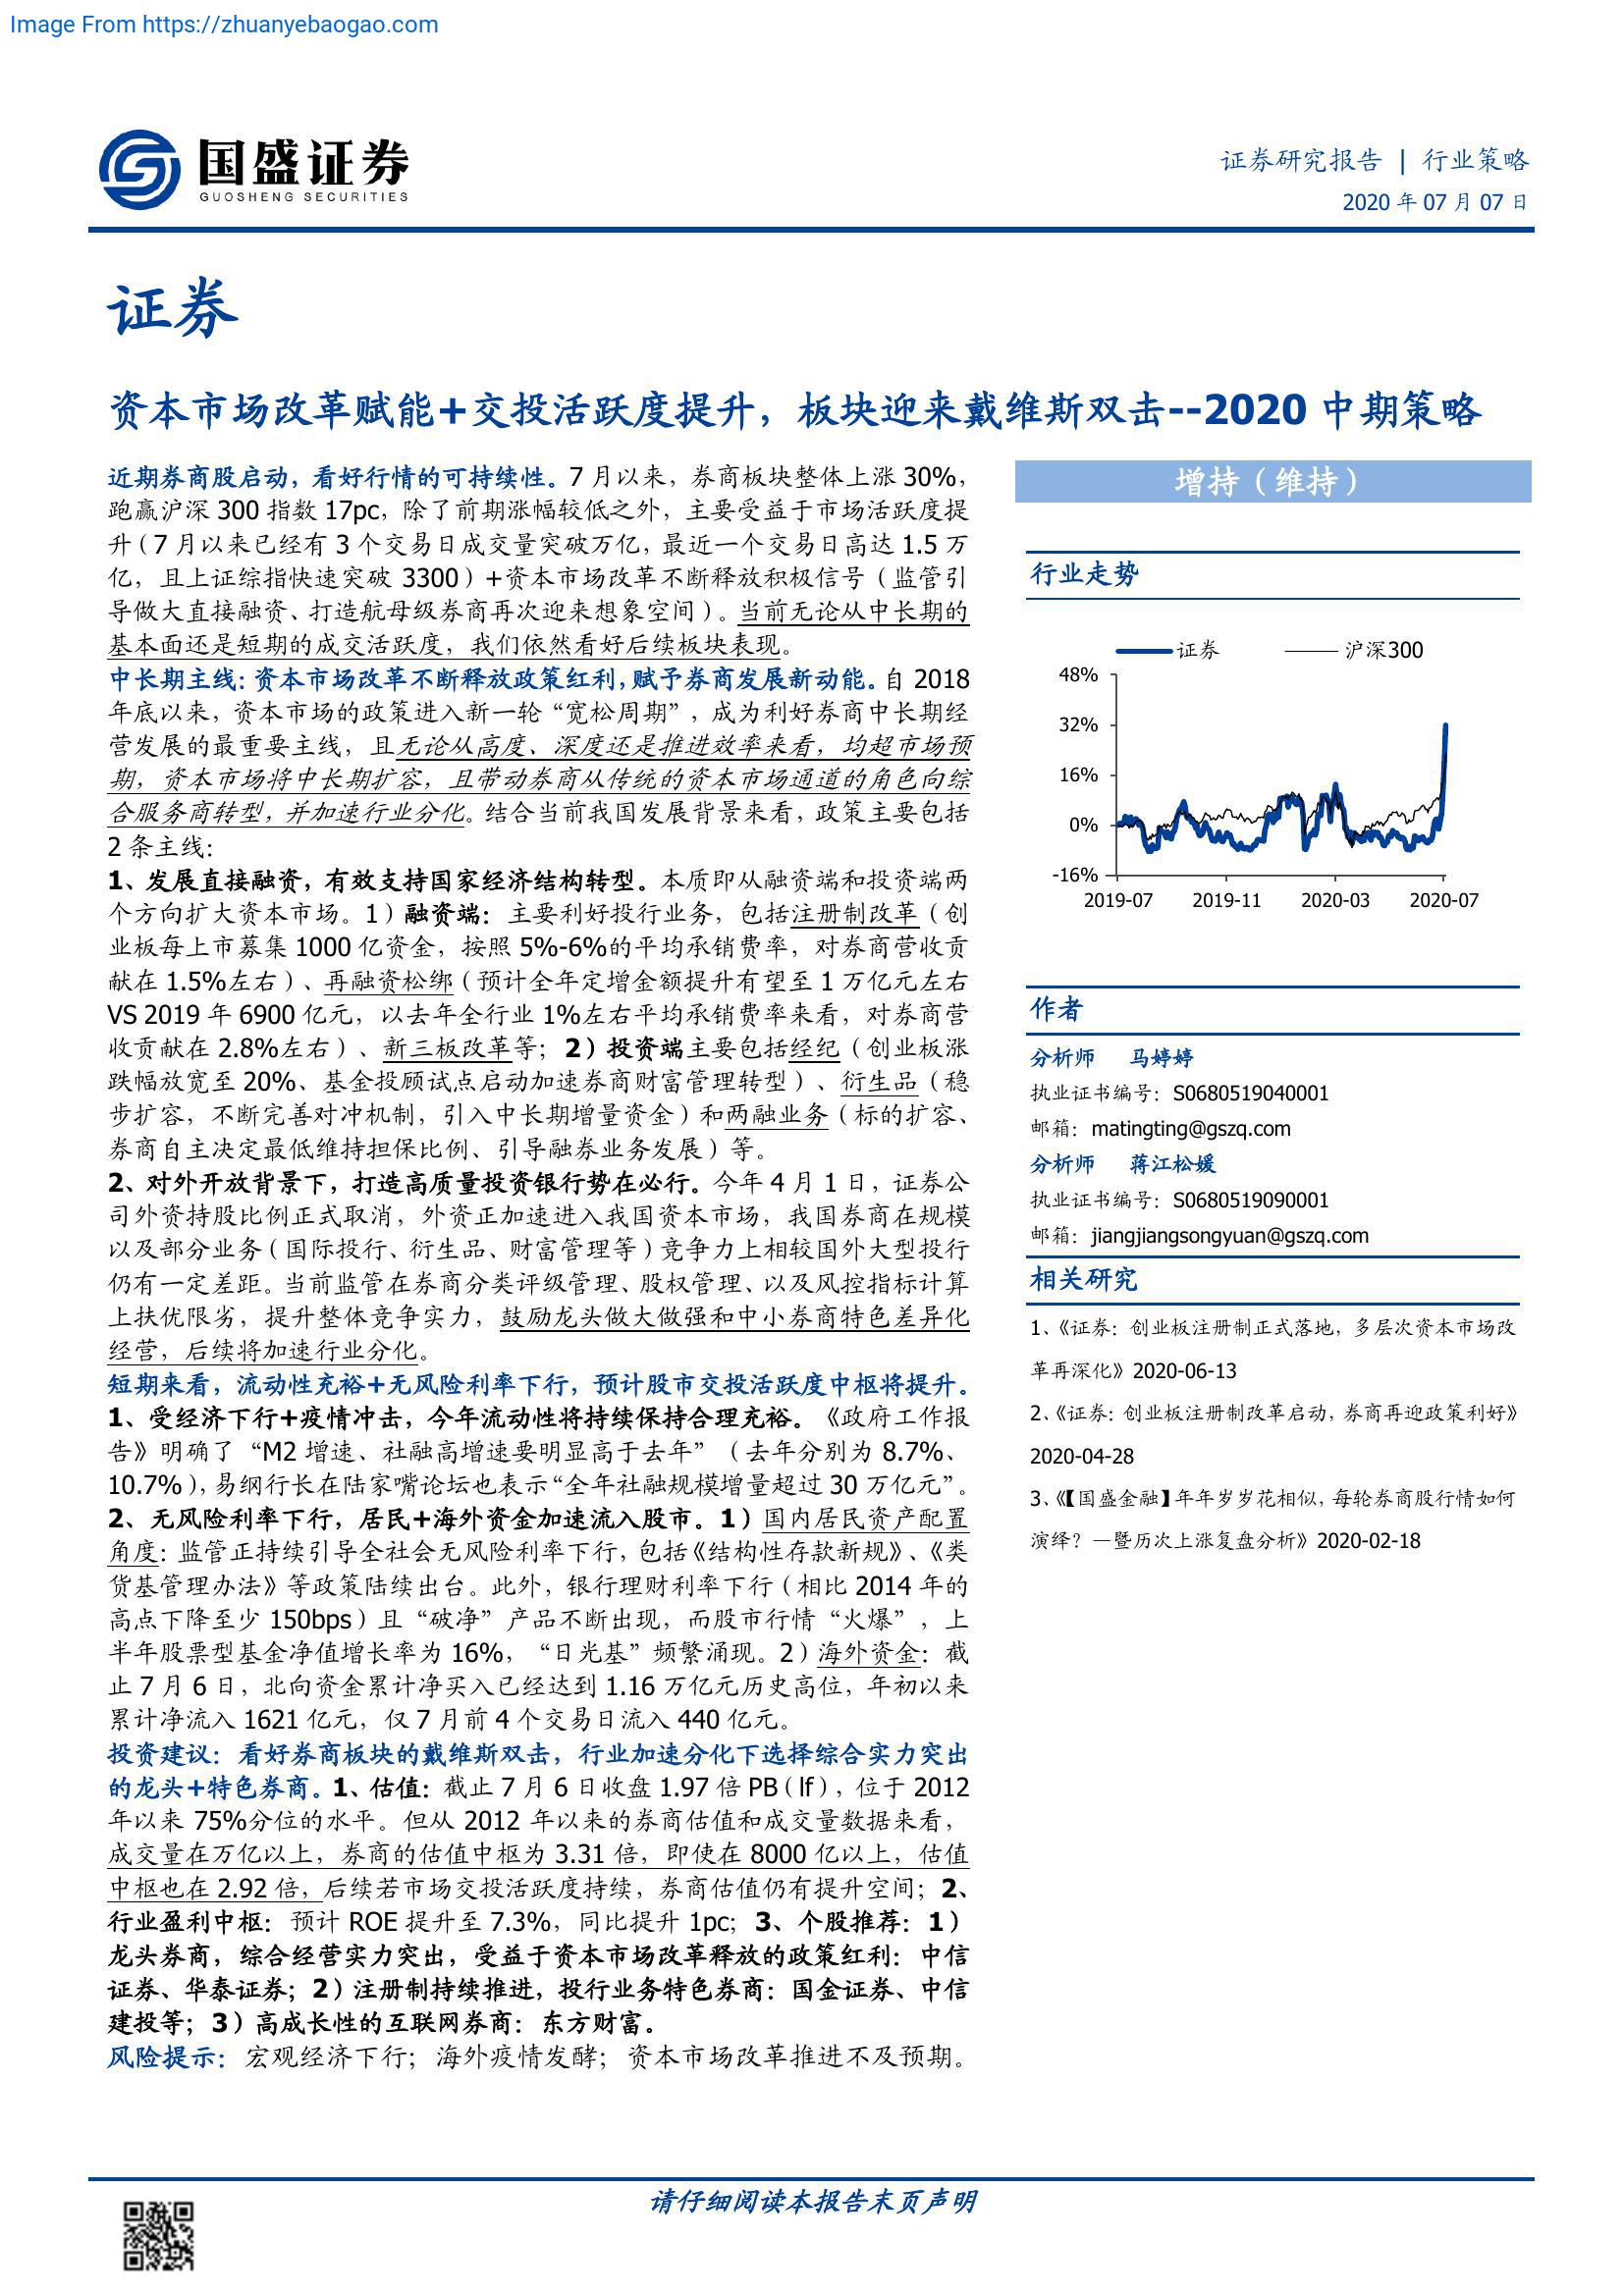 Image From https://zhuanyebaogao.com
国盛证券
GUOSHENG SECURITIES
证券研究报告 | 行业策略
2020 年 07 月 07 日
证券
资本市场改革赋能+交投活跃度提升，板块迎来戴维斯双击--2020 中期策略
近期券商股启动，看好行情的可持续性。7 月以来，券商板块整体上涨 30%，
跑赢沪深 300 指数 17pc，除了前期涨幅较低之外，主要受益于市场活跃度提
升（7 月以来已经有 3 个交易日成交量突破万亿，最近一个交易日高达 1.5 万
亿，且上证综指快速突破 3300）+资本市场改革不断释放积极信号（监管引
导做大直接融资、打造航母级券商再次迎来想象空间）。当前无论从中长期的
基本面还是短期的成交活跃度，我们依然看好后续板块表现。
中长期主线：资本市场改革不断释放政策红利，赋予券商发展新动能。自 2018
年底以来，资本市场的政策进入新一轮“宽松周期”，成为利好券商中长期经
营发展的最重要主线，且无论从高度、深度还是推进效率来看，均超市场预
期，资本市场将中长期扩容，且带动券商从传统的资本市场通道的角色向综
合服务商转型，并加速行业分化。结合当前我国发展背景来看，政策主要包括
2 条主线：
1、发展直接融资，有效支持国家经济结构转型。本质即从融资端和投资端两
个方向扩大资本市场。1）融资端：主要利好投行业务，包括注册制改革（创
业板每上市募集 1000 亿资金，按照 5%-6%的平均承销费率，对券商营收贡
献在 1.5%左右）、再融资松绑（预计全年定增金额提升有望至 1 万亿元左右
VS 2019 年 6900 亿元，以去年全行业 1%左右平均承销费率来看，对券商营
收贡献在 2.8%左右）、新三板改革等；2）投资端主要包括经纪（创业板涨
跌幅放宽至 20%、基金投顾试点启动加速券商财富管理转型）、衍生品（稳
步扩容，不断完善对冲机制，引入中长期增量资金）和两融业务（标的扩容、
券商自主决定最低维持担保比例、引导融券业务发展）等。
2、对外开放背景下，打造高质量投资银行势在必行。今年 4 月 1 日，证券公
司外资持股比例正式取消，外资正加速进入我国资本市场，我国券商在规模
以及部分业务（国际投行、衍生品、财富管理等）竞争力上相较国外大型投行
仍有一定差距。当前监管在券商分类评级管理、股权管理、以及风控指标计算
上扶优限劣，提升整体竞争实力，鼓励龙头做大做强和中小券商特色差异化
经营，后续将加速行业分化。
短期来看，流动性充裕+无风险利率下行，预计股市交投活跃度中枢将提升。
1、受经济下行+疫情冲击，今年流动性将持续保持合理充裕。《政府工作报
告》明确了“M2 增速、社融高增速要明显高于去年”（去年分别为 8.7%、
10.7%），易纲行长在陆家嘴论坛也表示“全年社融规模增量超过 30 万亿元”。
2、无风险利率下行，居民+海外资金加速流入股市。1）国内居民资产配置
角度：监管正持续引导全社会无风险利率下行，包括《结构性存款新规》、《类
货基管理办法》等政策陆续出台。此外，银行理财利率下行（相比 2014 年的
高点下降至少 150bps）且“破净”产品不断出现，而股市行情“火爆”，上
半年股票型基金净值增长率为 16%，“日光基”频繁涌现。2）海外资金：截
止 7 月 6 日，北向资金累计净买入已经达到 1.16 万亿元历史高位，年初以来
累计净流入 1621 亿元，仅 7 月前 4 个交易日流入 440 亿元。
投资建议：看好券商板块的戴维斯双击，行业加速分化下选择综合实力突出
的龙头+特色券商。1、估值：截止 7 月 6 日收盘 1.97 倍 PB（lf），位于 2012
年以来 75%分位的水平。但从 2012 年以来的券商估值和成交量数据来看，
成交量在万亿以上，券商的估值中枢为 3.31 倍，即使在 8000 亿以上，估值
中枢也在 2.92 倍，后续若市场交投活跃度持续，券商估值仍有提升空间；2、
行业盈利中枢：预计 ROE 提升至 7.3%，同比提升 1pc；3、个股推荐：1）
龙头券商，综合经营实力突出，受益于资本市场改革释放的政策红利：中信
证券、华泰证券；2）注册制持续推进，投行业务特色券商：国金证券、中信
建投等；3）高成长性的互联网券商：东方财富。
风险提示：宏观经济下行；海外疫情发酵；资本市场改革推进不及预期。
增持（维持）
行业走势
证券 沪深300
48%
32%
16%
0%
-16%
2019-07 2019-11 2020-03 2020-07
作者
分析师 马婷婷
执业证书编号：S0680519040001
邮箱：matingting@gszq.com
分析师 蒋江松媛
执业证书编号：S0680519090001
邮箱：jiangjiangsongyuan@gszq.com
相关研究
1、《证券：创业板注册制正式落地，多层次资本市场改
革再深化》2020-06-13
2、《证券：创业板注册制改革启动，券商再迎政策利好》
2020-04-28
3、《【国盛金融】年年岁岁花相似，每轮券商股行情如何
演绎？—暨历次上涨复盘分析》2020-02-18
请仔细阅读本报告末页声明